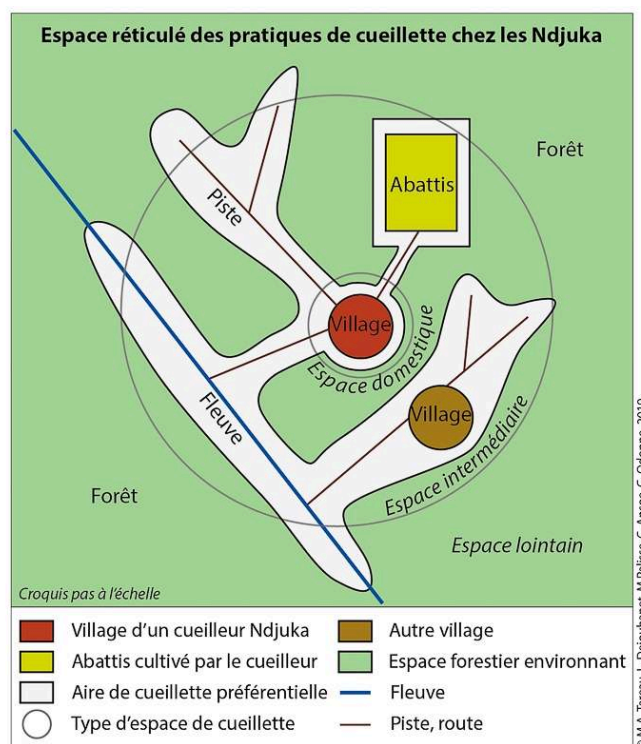 Espace réticulé des pratiques de cueillette chez les Ndjuka
Forêt
Abattis
Piste
Village
Espace domestique
Fleuve
Village
Espace intermédiaire
Forêt
Espace lointain
Croquis pas à l'échelle
Village d'un cueilleur Ndjuka
Autre village
Abattis cultivé par le cueilleur
Espace forestier environnant
Aire de cueillette préférentielle
Fleuve
Type d'espace de cueillette
Piste, route